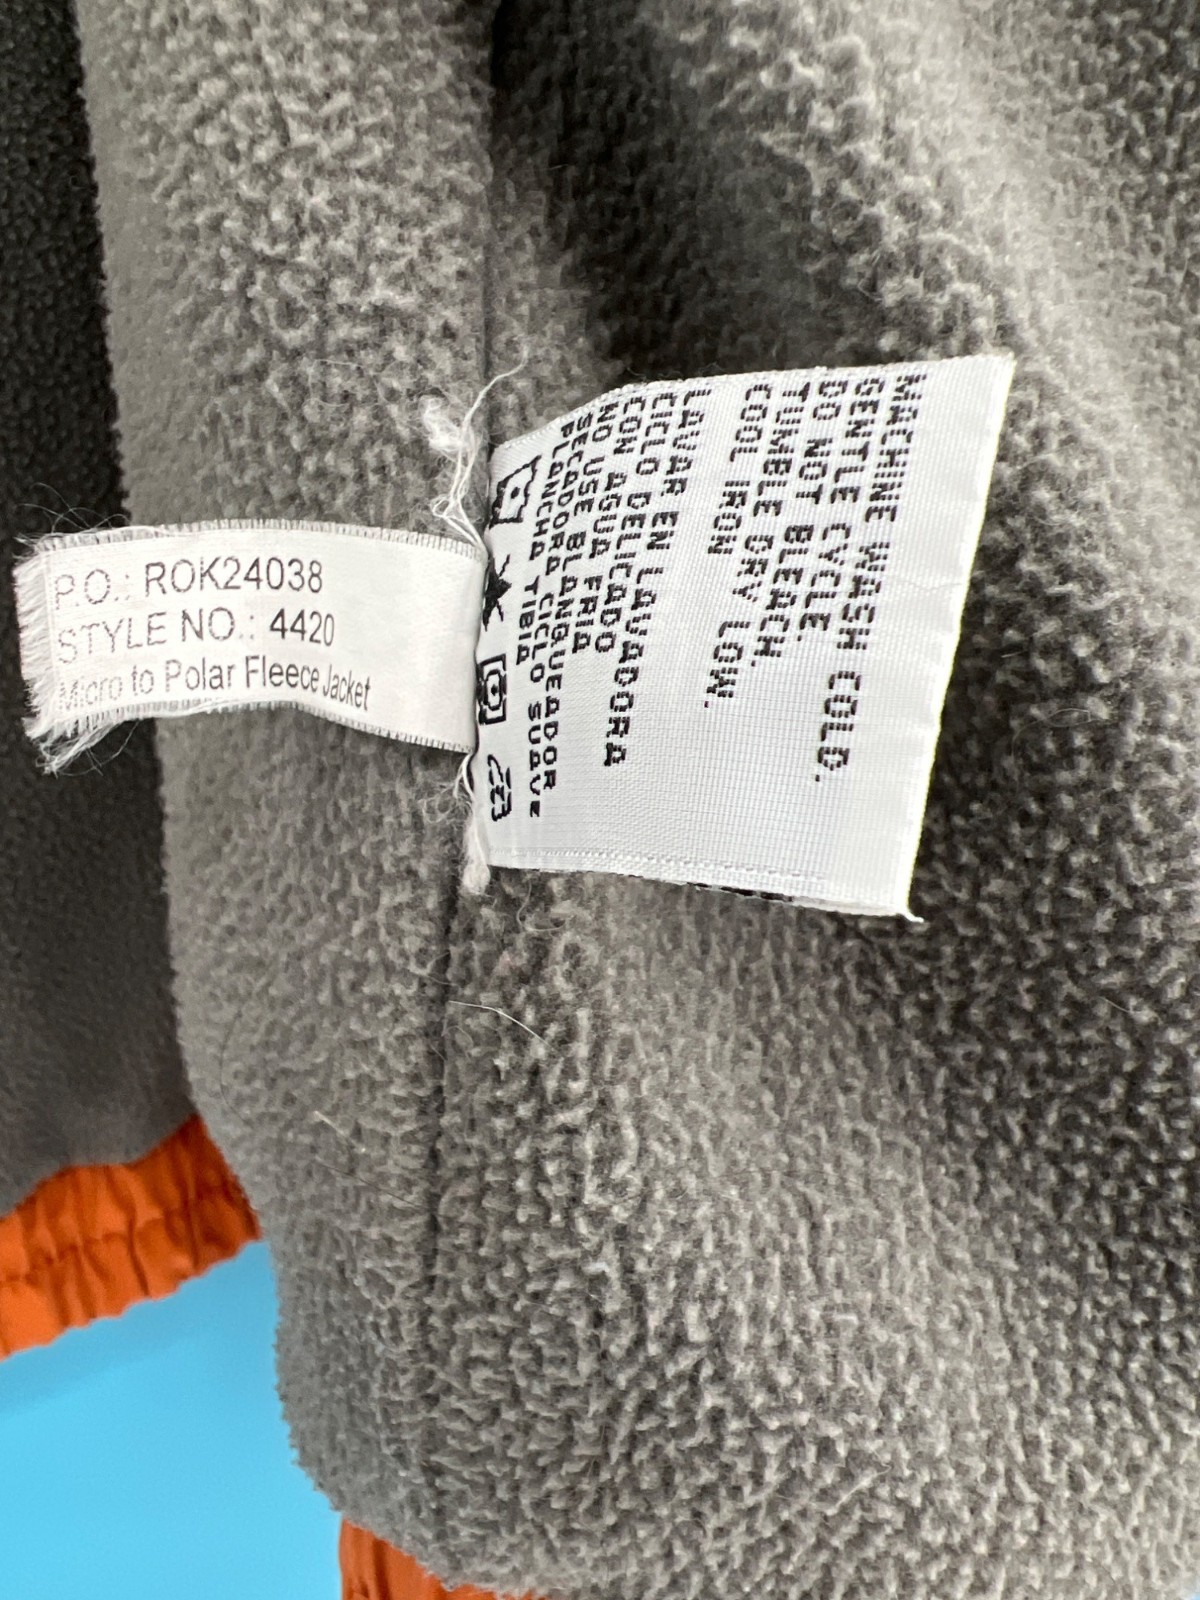 P.O.: ROK24038
STYLE NO.: 4420
Micro to Polar Fleece Jacket
MACHINE WASH COLD.
GENTLE CYCLE.
DO NOT BLEACH.
TUMBLE DRY LOW.
COOL IRON.
LAVAR EN LAVADORA
CICLO DELICADO
CON AGUA FRIA
NO USE BLANQUEADOR
SECADORA CICLO SUAVE
PLANCHA TIBIA